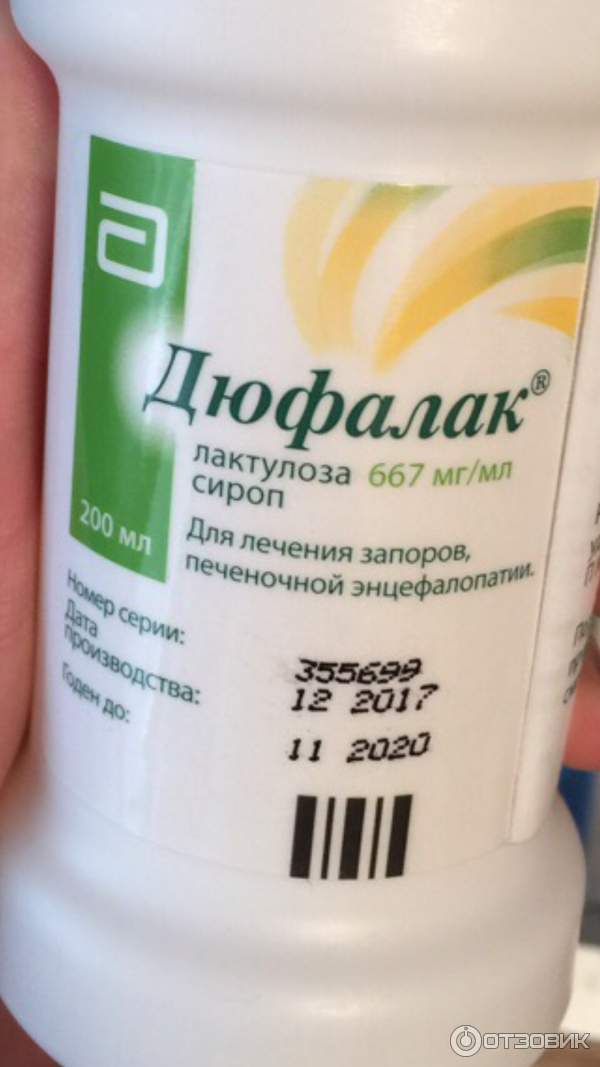 Дюфалак®
лактулоза 667 мг/мл
сироп
200 мл
Для лечения запоров,
печеночной энцефалопатии.
Номер серии:
355699
Дата
производства:
12 2017
Годен до:
11 2020
ОТЗОВИК